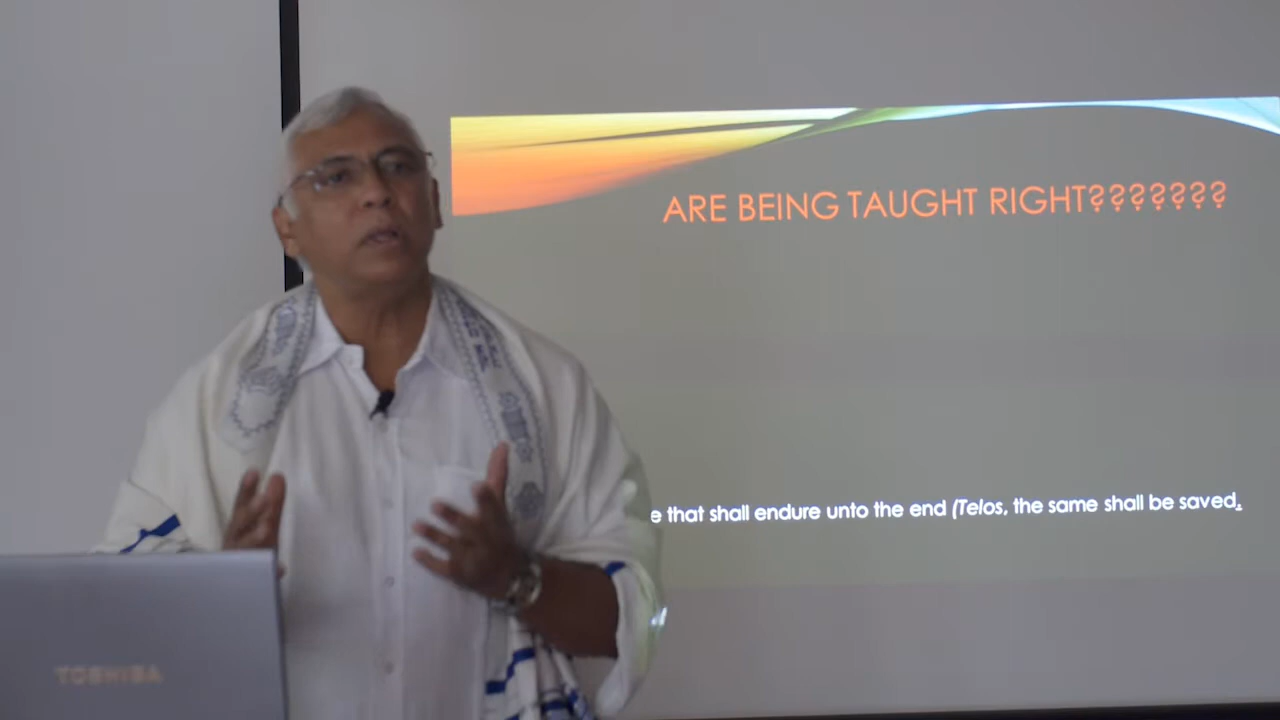 ARE BEING TAUGHT RIGHT???????
e that shall endure unto the end (Telos, the same shall be saved.
TOSHIBA